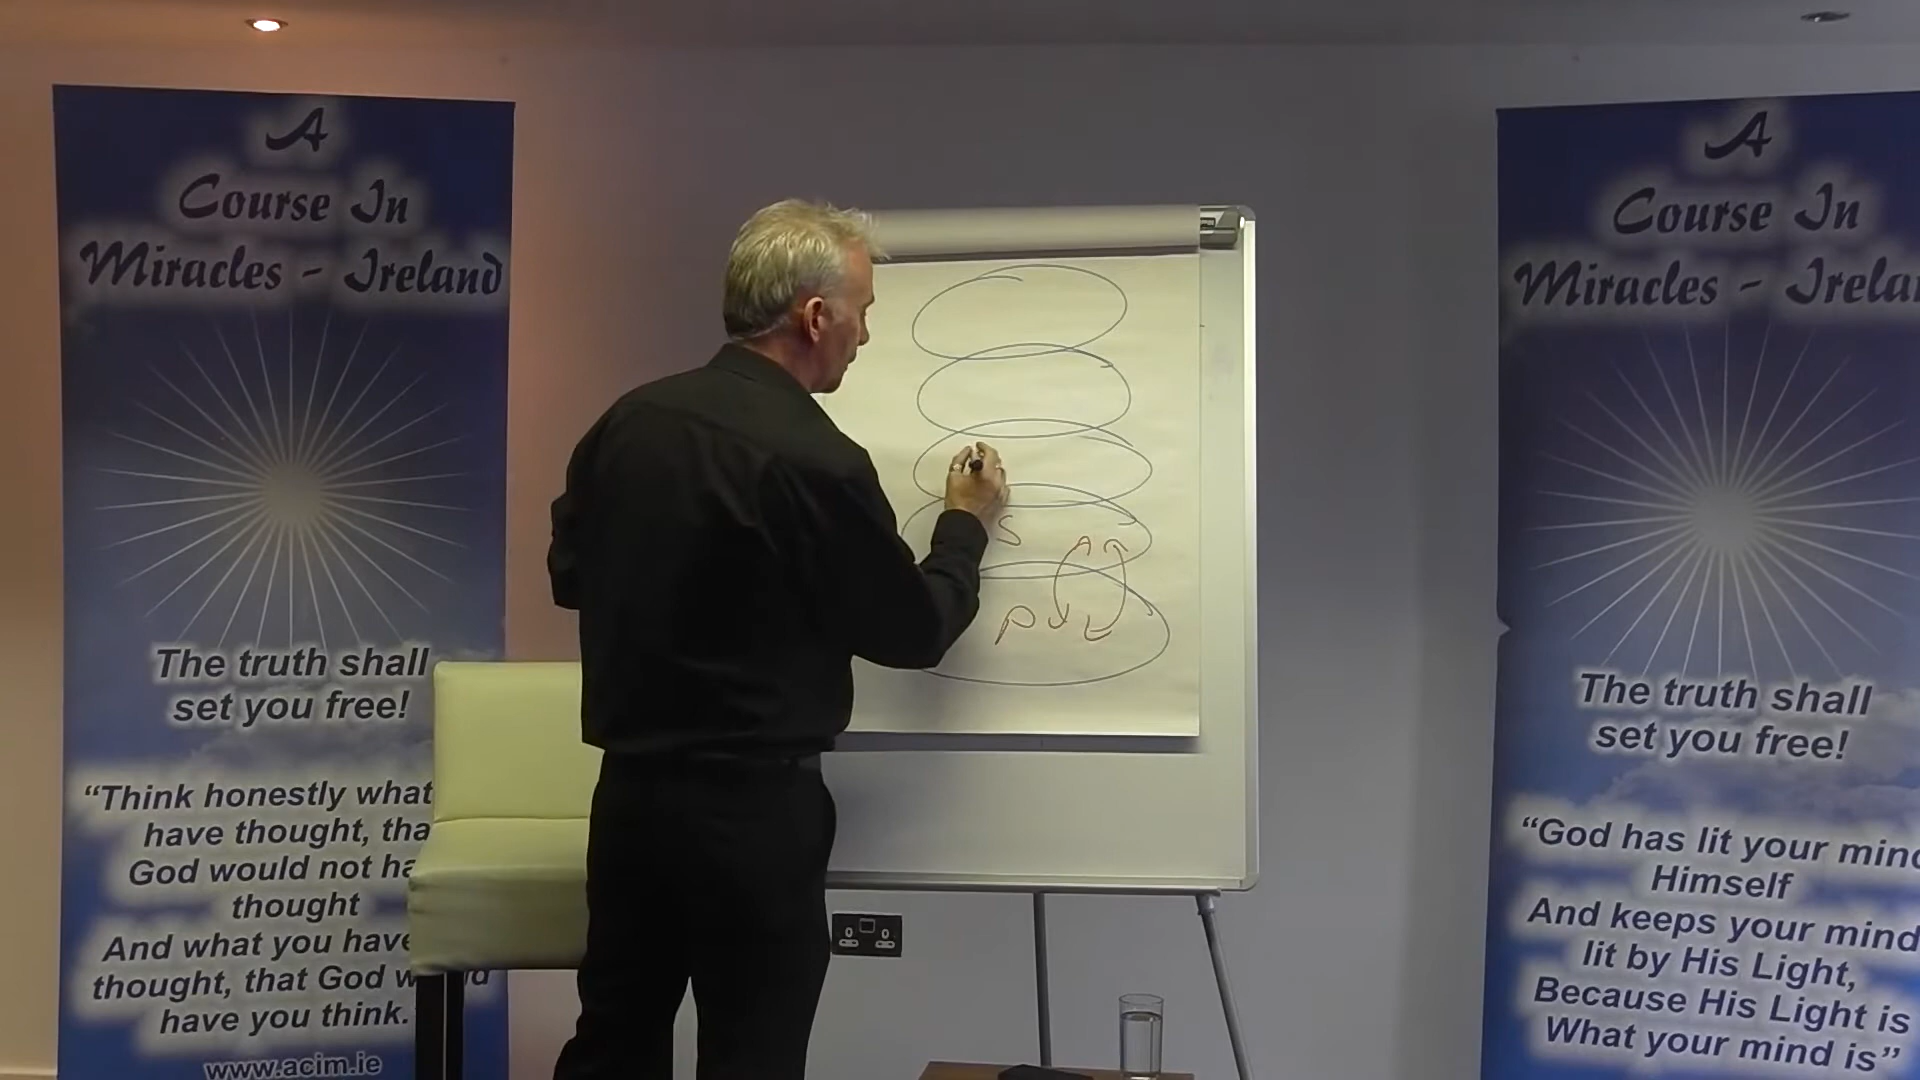 A
Course In
Miracles - Ireland
The truth shall
set you free!
“Think honestly what
have thought, tha
God would not ha
thought
And what you have
thought, that God w
have you think.
www.acim.ie
S
P
A
Course In
Miracles - Irelan
The truth shall
set you free!
“God has lit your mind
Himself
And keeps your mind
lit by His Light,
Because His Light is
What your mind is”